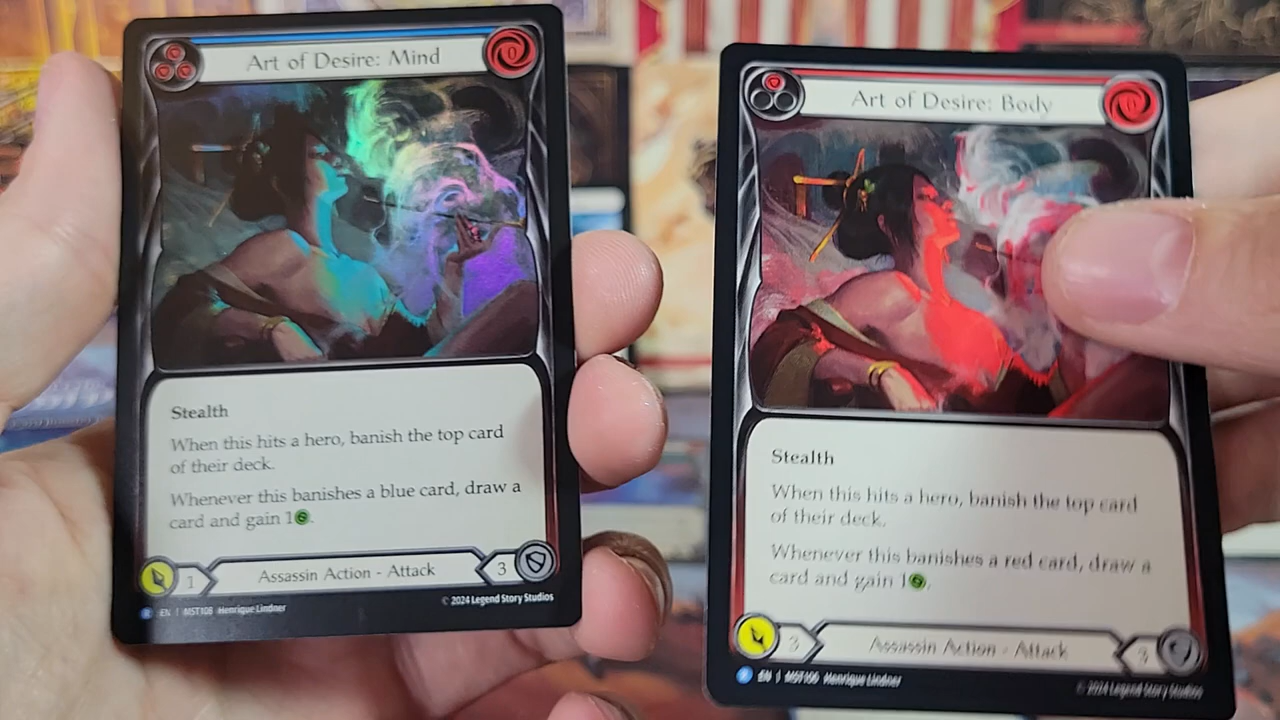 Art of Desire: Mind
0
Stealth
When this hits a hero, banish the top card
of their deck.
Whenever this banishes a blue card, draw a
card and gain 1.
1
Assassin Action - Attack
3
R EN | MST108 Henrique Lindner
© 2024 Legend Story Studios
Art of Desire: Body
0
Stealth
When this hits a hero, banish the top card
of their deck.
Whenever this banishes a red card, draw a
card and gain 1.
3
Assassin Action - Attack
3
R EN | MST106 Henrique Lindner
© 2024 Legend Story Studios